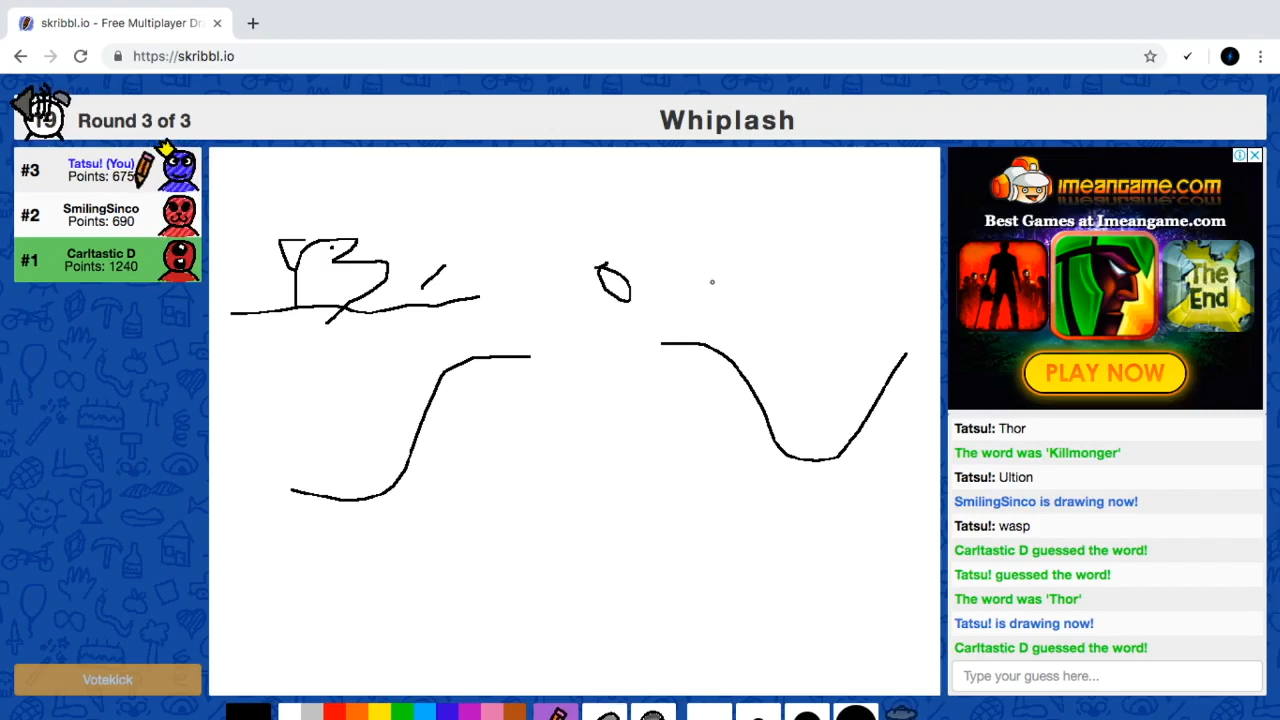 skribbl.io - Free Multiplayer Dr
https://skribbl.io
Round 3 of 3
Whiplash
#3
Tatsu! (You)
Points: 675
#2
SmilingSinco
Points: 690
#1
Carltastic D
Points: 1240
imeangame.com
Best Games at Imeangame.com
The
End
PLAY NOW
Tatsu!: Thor
The word was 'Killmonger'
Tatsu!: Ultion
SmilingSinco is drawing now!
Tatsu!: wasp
Carltastic D guessed the word!
Tatsu! guessed the word!
The word was 'Thor'
Tatsu! is drawing now!
Carltastic D guessed the word!
Type your guess here...
Votekick